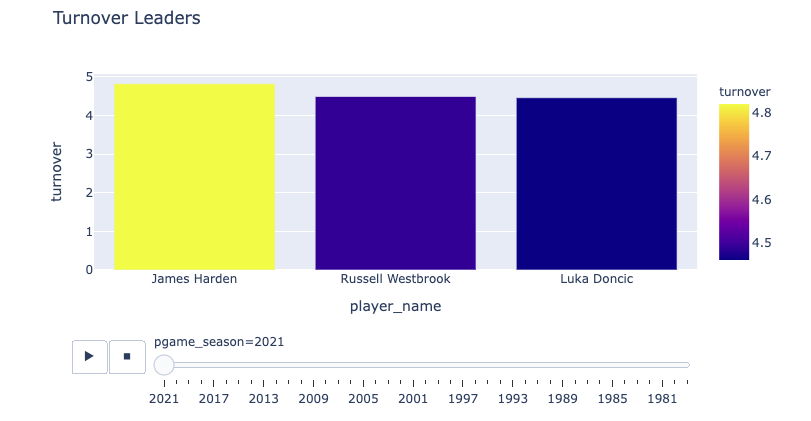 Turnover Leaders
turnover
5
4
3
2
1
0
James Harden Russell Westbrook Luka Doncic
player_name
turnover
4.8
4.7
4.6
4.5
pgame_season=2021
2021 2017 2013 2009 2005 2001 1997 1993 1989 1985 1981